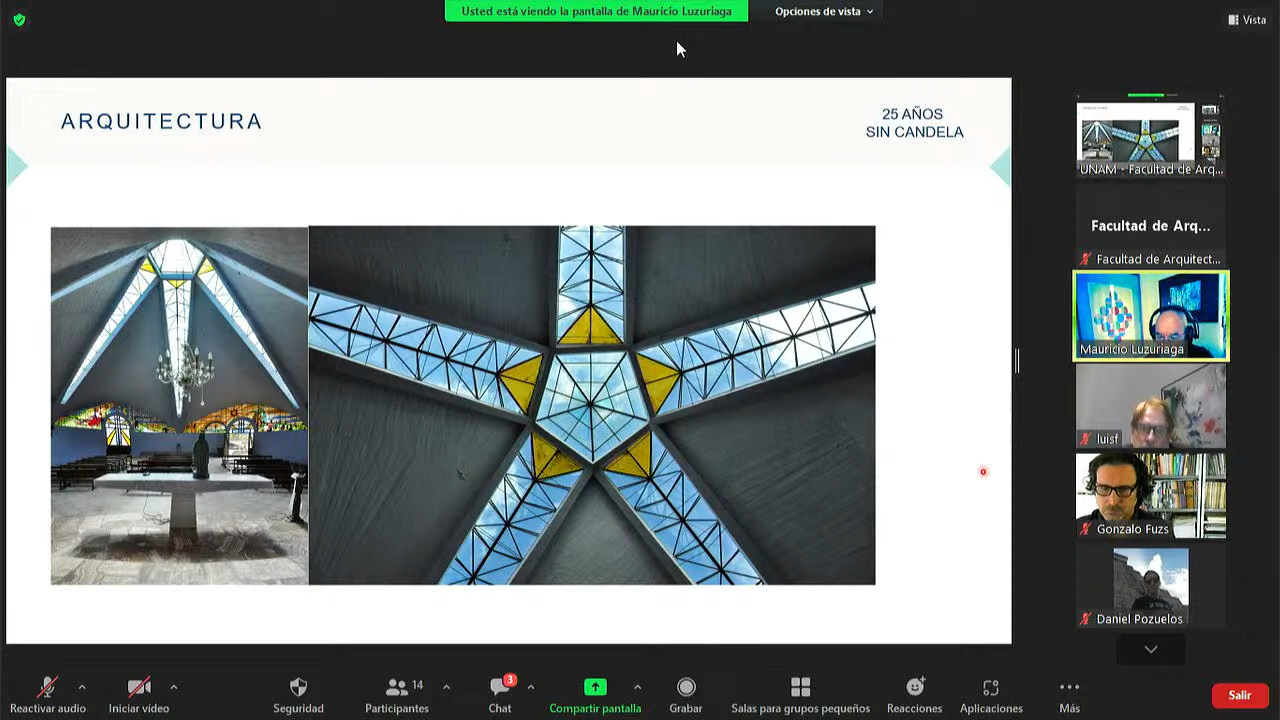 Usted está viendo la pantalla de Mauricio Luzuriaga
Opciones de vista
Vista
ARQUITECTURA
25 AÑOS
SIN CANDELA
UNAM - Facultad de Arq...
Facultad de Arq...
Facultad de Arquitect...
Mauricio Luzuriaga
luisf
Gonzalo Fuzs
Daniel Pozuelos
Reactivar audio
Iniciar vídeo
Seguridad
14
Participantes
3
Chat
Compartir pantalla
Grabar
Salas para grupos pequeños
Reacciones
Aplicaciones
Más
Salir